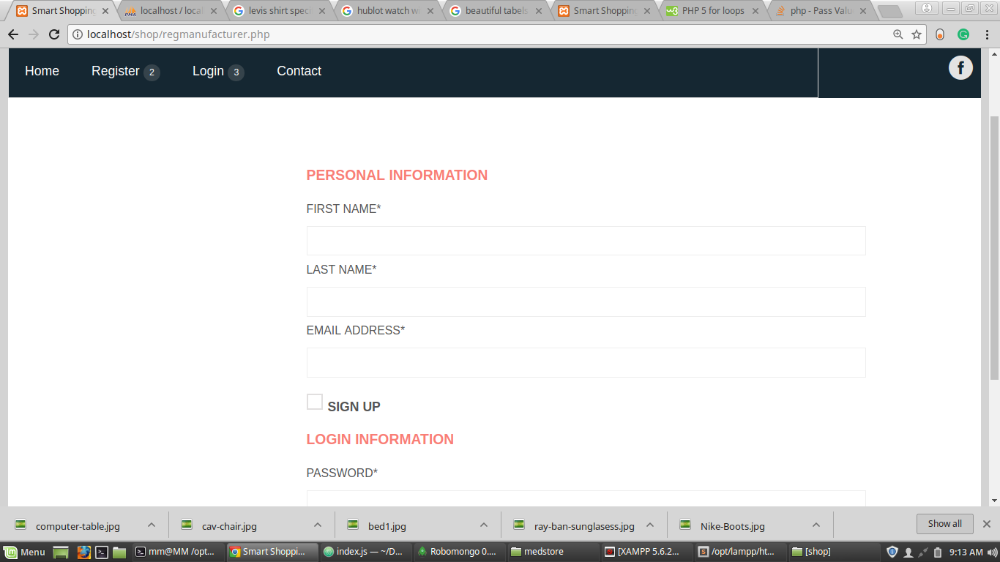 Smart Shopping
localhost / local
levis shirt speci
hublot watch w
beautiful tabels
Smart Shopping
PHP 5 for loops
php - Pass Valu
localhost/shop/regmanufacturer.php
Home
Register 2
Login 3
Contact
PERSONAL INFORMATION
FIRST NAME*
LAST NAME*
EMAIL ADDRESS*
SIGN UP
LOGIN INFORMATION
PASSWORD*
computer-table.jpg
cav-chair.jpg
bed1.jpg
ray-ban-sunglasess.jpg
Nike-Boots.jpg
Show all
Menu
mm@MM /opt...
Smart Shoppi...
index.js — ~/D...
Robomongo 0....
medstore
[XAMPP 5.6.2...
/opt/lampp/ht...
[shop]
9:13 AM